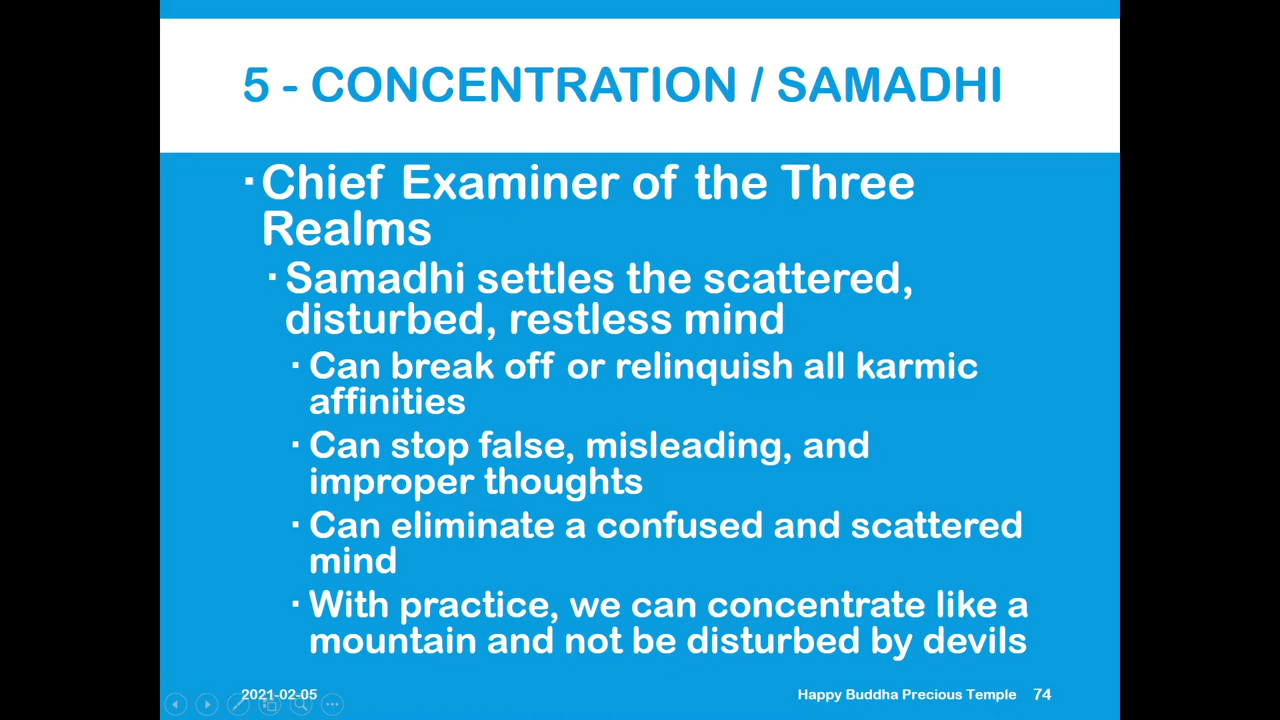 5 - CONCENTRATION / SAMADHI
▪Chief Examiner of the Three
Realms
▪Samadhi settles the scattered,
disturbed, restless mind
▪Can break off or relinquish all karmic
affinities
▪Can stop false, misleading, and
improper thoughts
▪Can eliminate a confused and scattered
mind
▪With practice, we can concentrate like a
mountain and not be disturbed by devils
2021-02-05
Happy Buddha Precious Temple 74